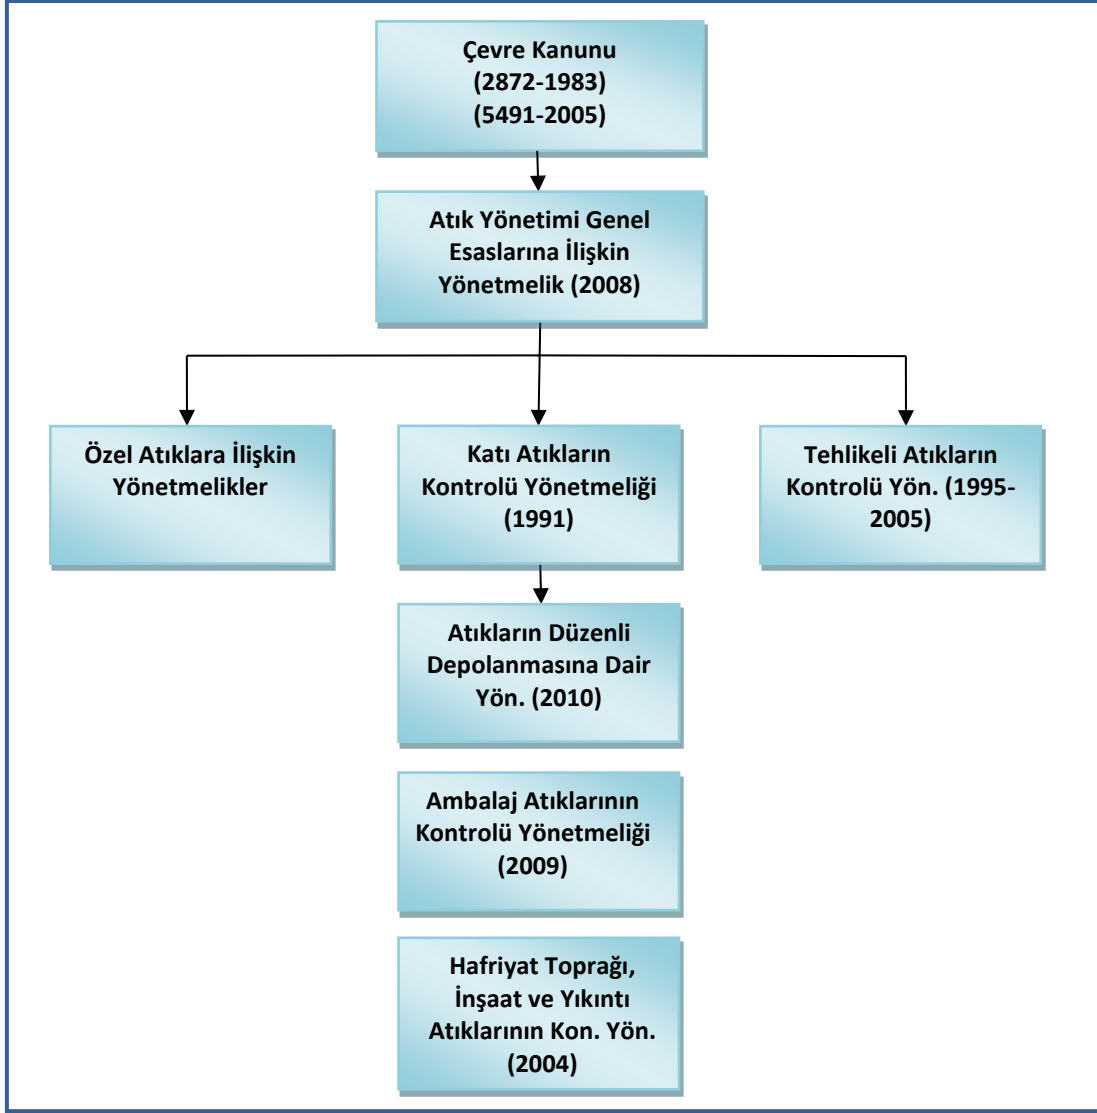 Çevre Kanunu
(2872-1983)
(5491-2005)
Atık Yönetimi Genel
Esaslarına İlişkin
Yönetmelik (2008)
Özel Atıklara İlişkin
Yönetmelikler
Katı Atıkların
Kontrolü Yönetmeliği
(1991)
Tehlikeli Atıkların
Kontrolü Yön. (1995-
2005)
Atıkların Düzenli
Depolanmasına Dair
Yön. (2010)
Ambalaj Atıklarının
Kontrolü Yönetmeliği
(2009)
Hafriyat Toprağı,
İnşaat ve Yıkıntı
Atıklarının Kon. Yön.
(2004)